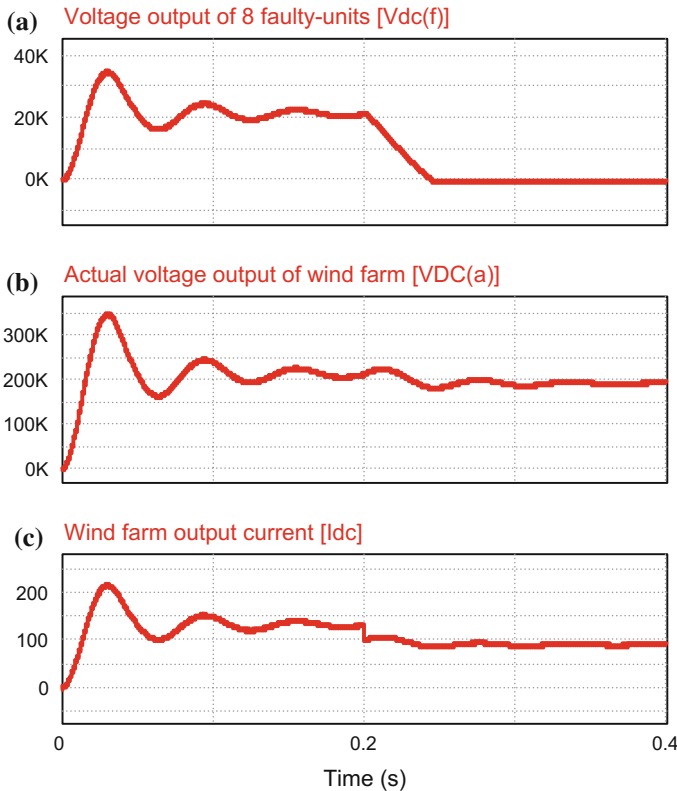 (a) Voltage output of 8 faulty-units [Vdc(f)]
40K
20K
0K
(b) Actual voltage output of wind farm [VDC(a)]
300K
200K
100K
0K
(c) Wind farm output current [Idc]
200
100
0
0 0.2 0.4
Time (s)